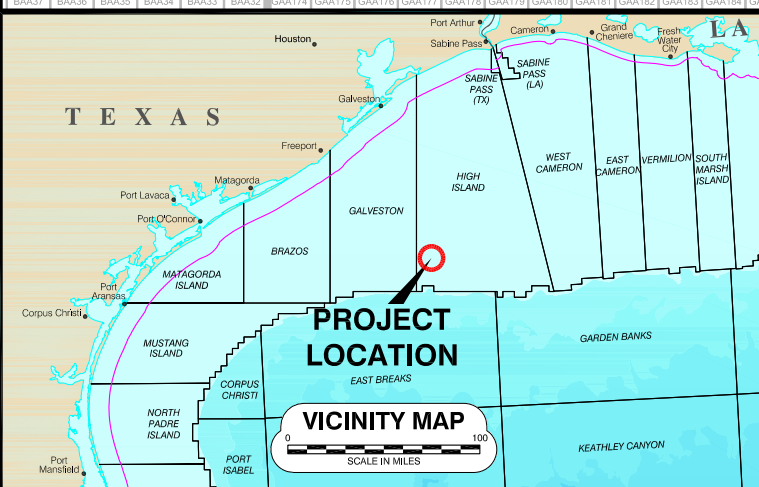 BAA37 BAA36 BAA35 BAA34 BAA33 BAA32 GAA174 GAA175 GAA176 GAA177 GAA178 GAA179 GAA180 GAA181 GAA182 GAA183 GAA184
Port Arthur
Cameron
Grand
Cheniere
Fresh
Water
City
LA
Houston
Sabine Pass
SABINE
PASS
(TX)
SABINE
PASS
(LA)
TEXAS
Galveston
Freeport
HIGH
ISLAND
WEST
CAMERON
EAST
CAMERON
VERMILION
SOUTH
MARSH
ISLAND
Matagorda
Port Lavaca
Port O'Connor
GALVESTON
BRAZOS
MATAGORDA
ISLAND
Port
Aransas
Corpus Christi
PROJECT
LOCATION
MUSTANG
ISLAND
GARDEN BANKS
EAST BREAKS
CORPUS
CHRISTI
NORTH
PADRE
ISLAND
VICINITY MAP
0 100
SCALE IN MILES
KEATHLEY CANYON
PORT
ISABEL
Port
Mansfield